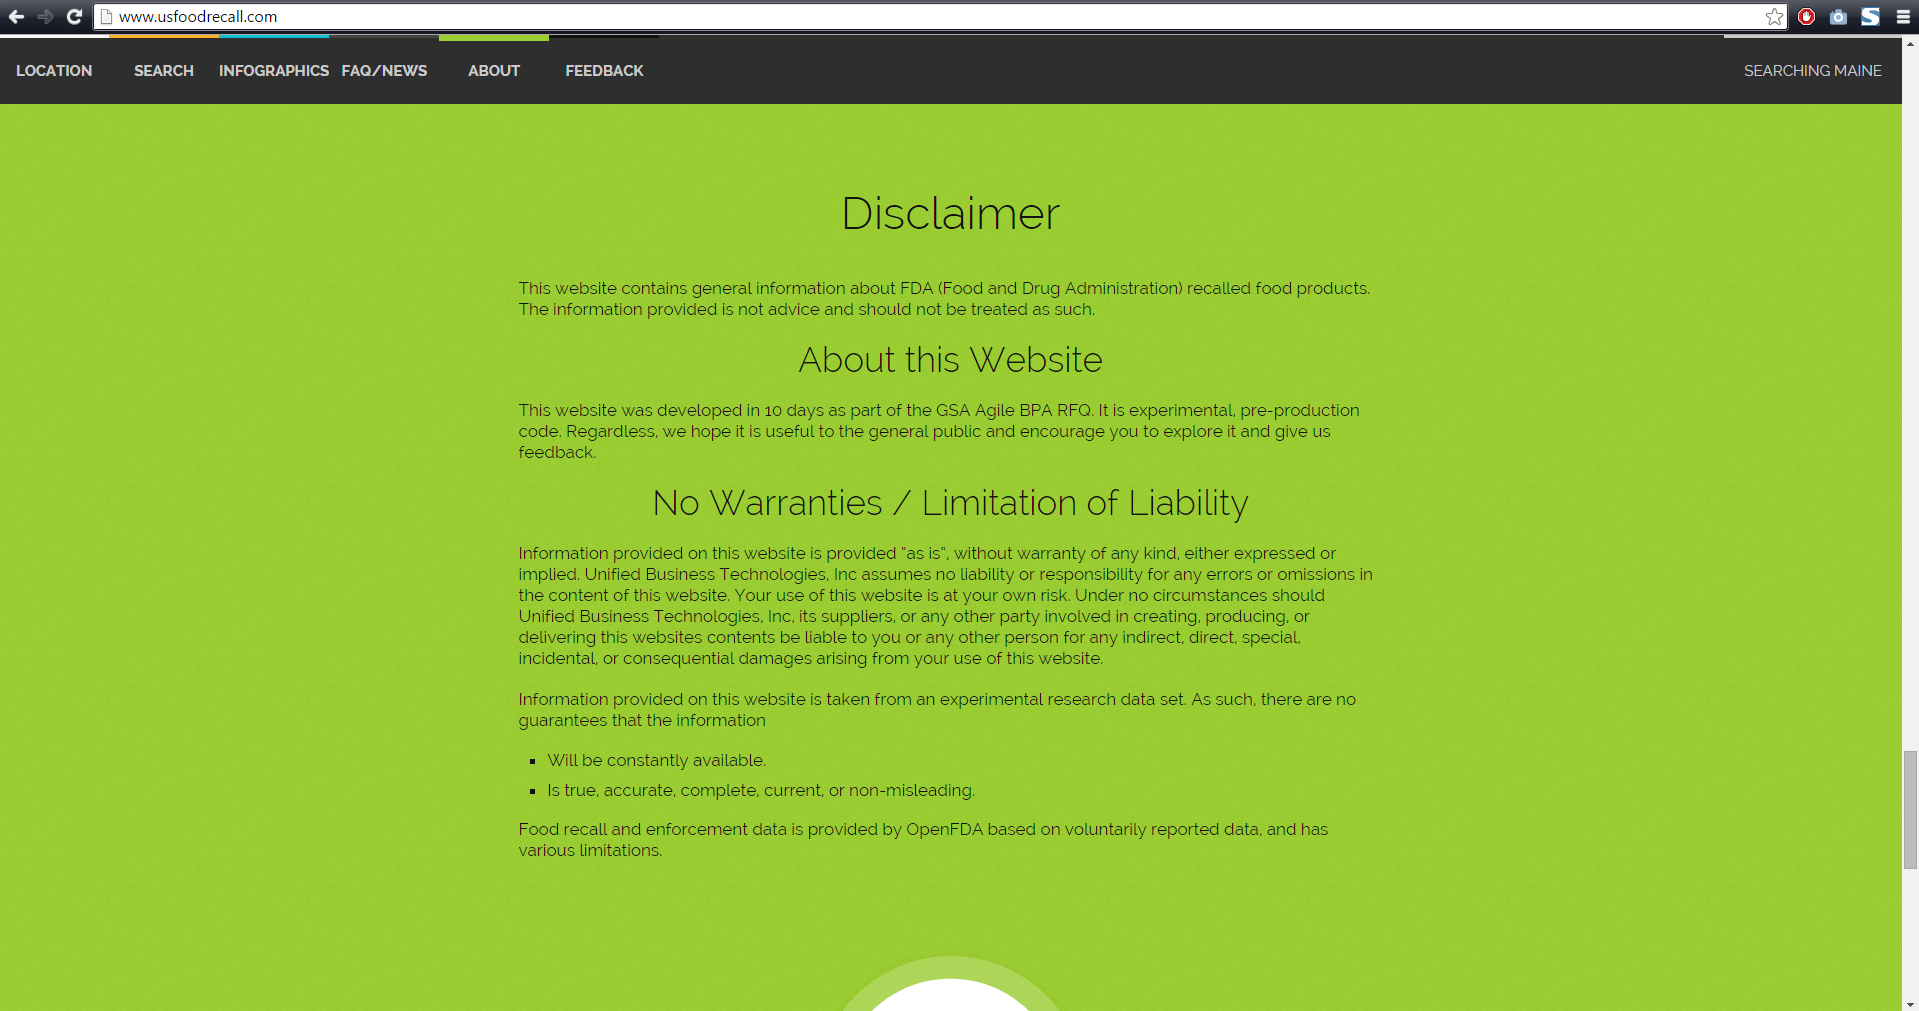 www.usfoodrecall.com
LOCATION SEARCH INFOGRAPHICS FAQ/NEWS ABOUT FEEDBACK SEARCHING MAINE
Disclaimer
This website contains general information about FDA (Food and Drug Administration) recalled food products.
The information provided is not advice and should not be treated as such.
About this Website
This website was developed in 10 days as part of the GSA Agile BPA RFQ. It is experimental, pre-production
code. Regardless, we hope it is useful to the general public and encourage you to explore it and give us
feedback.
No Warranties / Limitation of Liability
Information provided on this website is provided “as is”, without warranty of any kind, either expressed or
implied. Unified Business Technologies, Inc assumes no liability or responsibility for any errors or omissions in
the content of this website. Your use of this website is at your own risk. Under no circumstances should
Unified Business Technologies, Inc, its suppliers, or any other party involved in creating, producing, or
delivering this websites contents be liable to you or any other person for any indirect, direct, special,
incidental, or consequential damages arising from your use of this website.
Information provided on this website is taken from an experimental research data set. As such, there are no
guarantees that the information
▪ Will be constantly available.
▪ Is true, accurate, complete, current, or non-misleading.
Food recall and enforcement data is provided by OpenFDA based on voluntarily reported data, and has
various limitations.